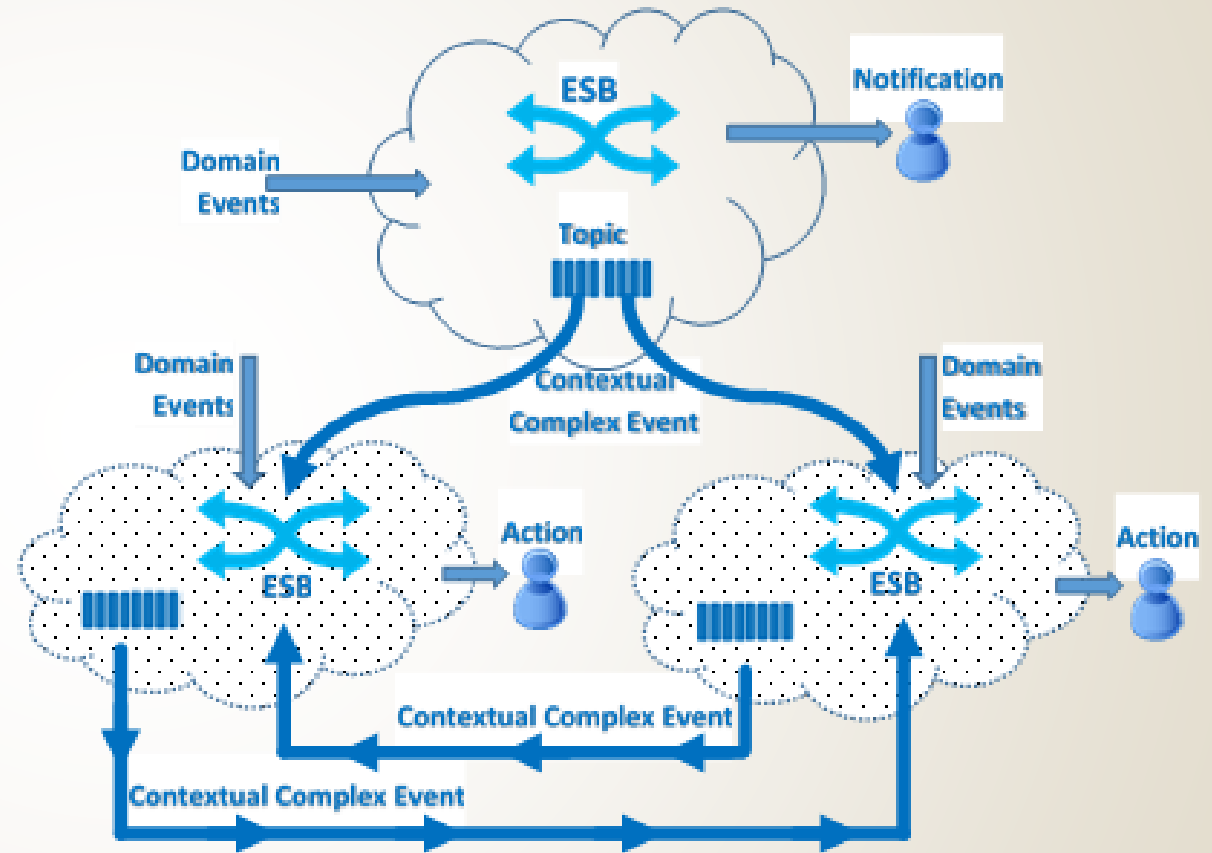 ESB
Notification
Domain
Events
Topic
Domain
Events
Contextual
Complex Event
Domain
Events
Action
ESB
Action
ESB
Contextual Complex Event
Contextual Complex Event